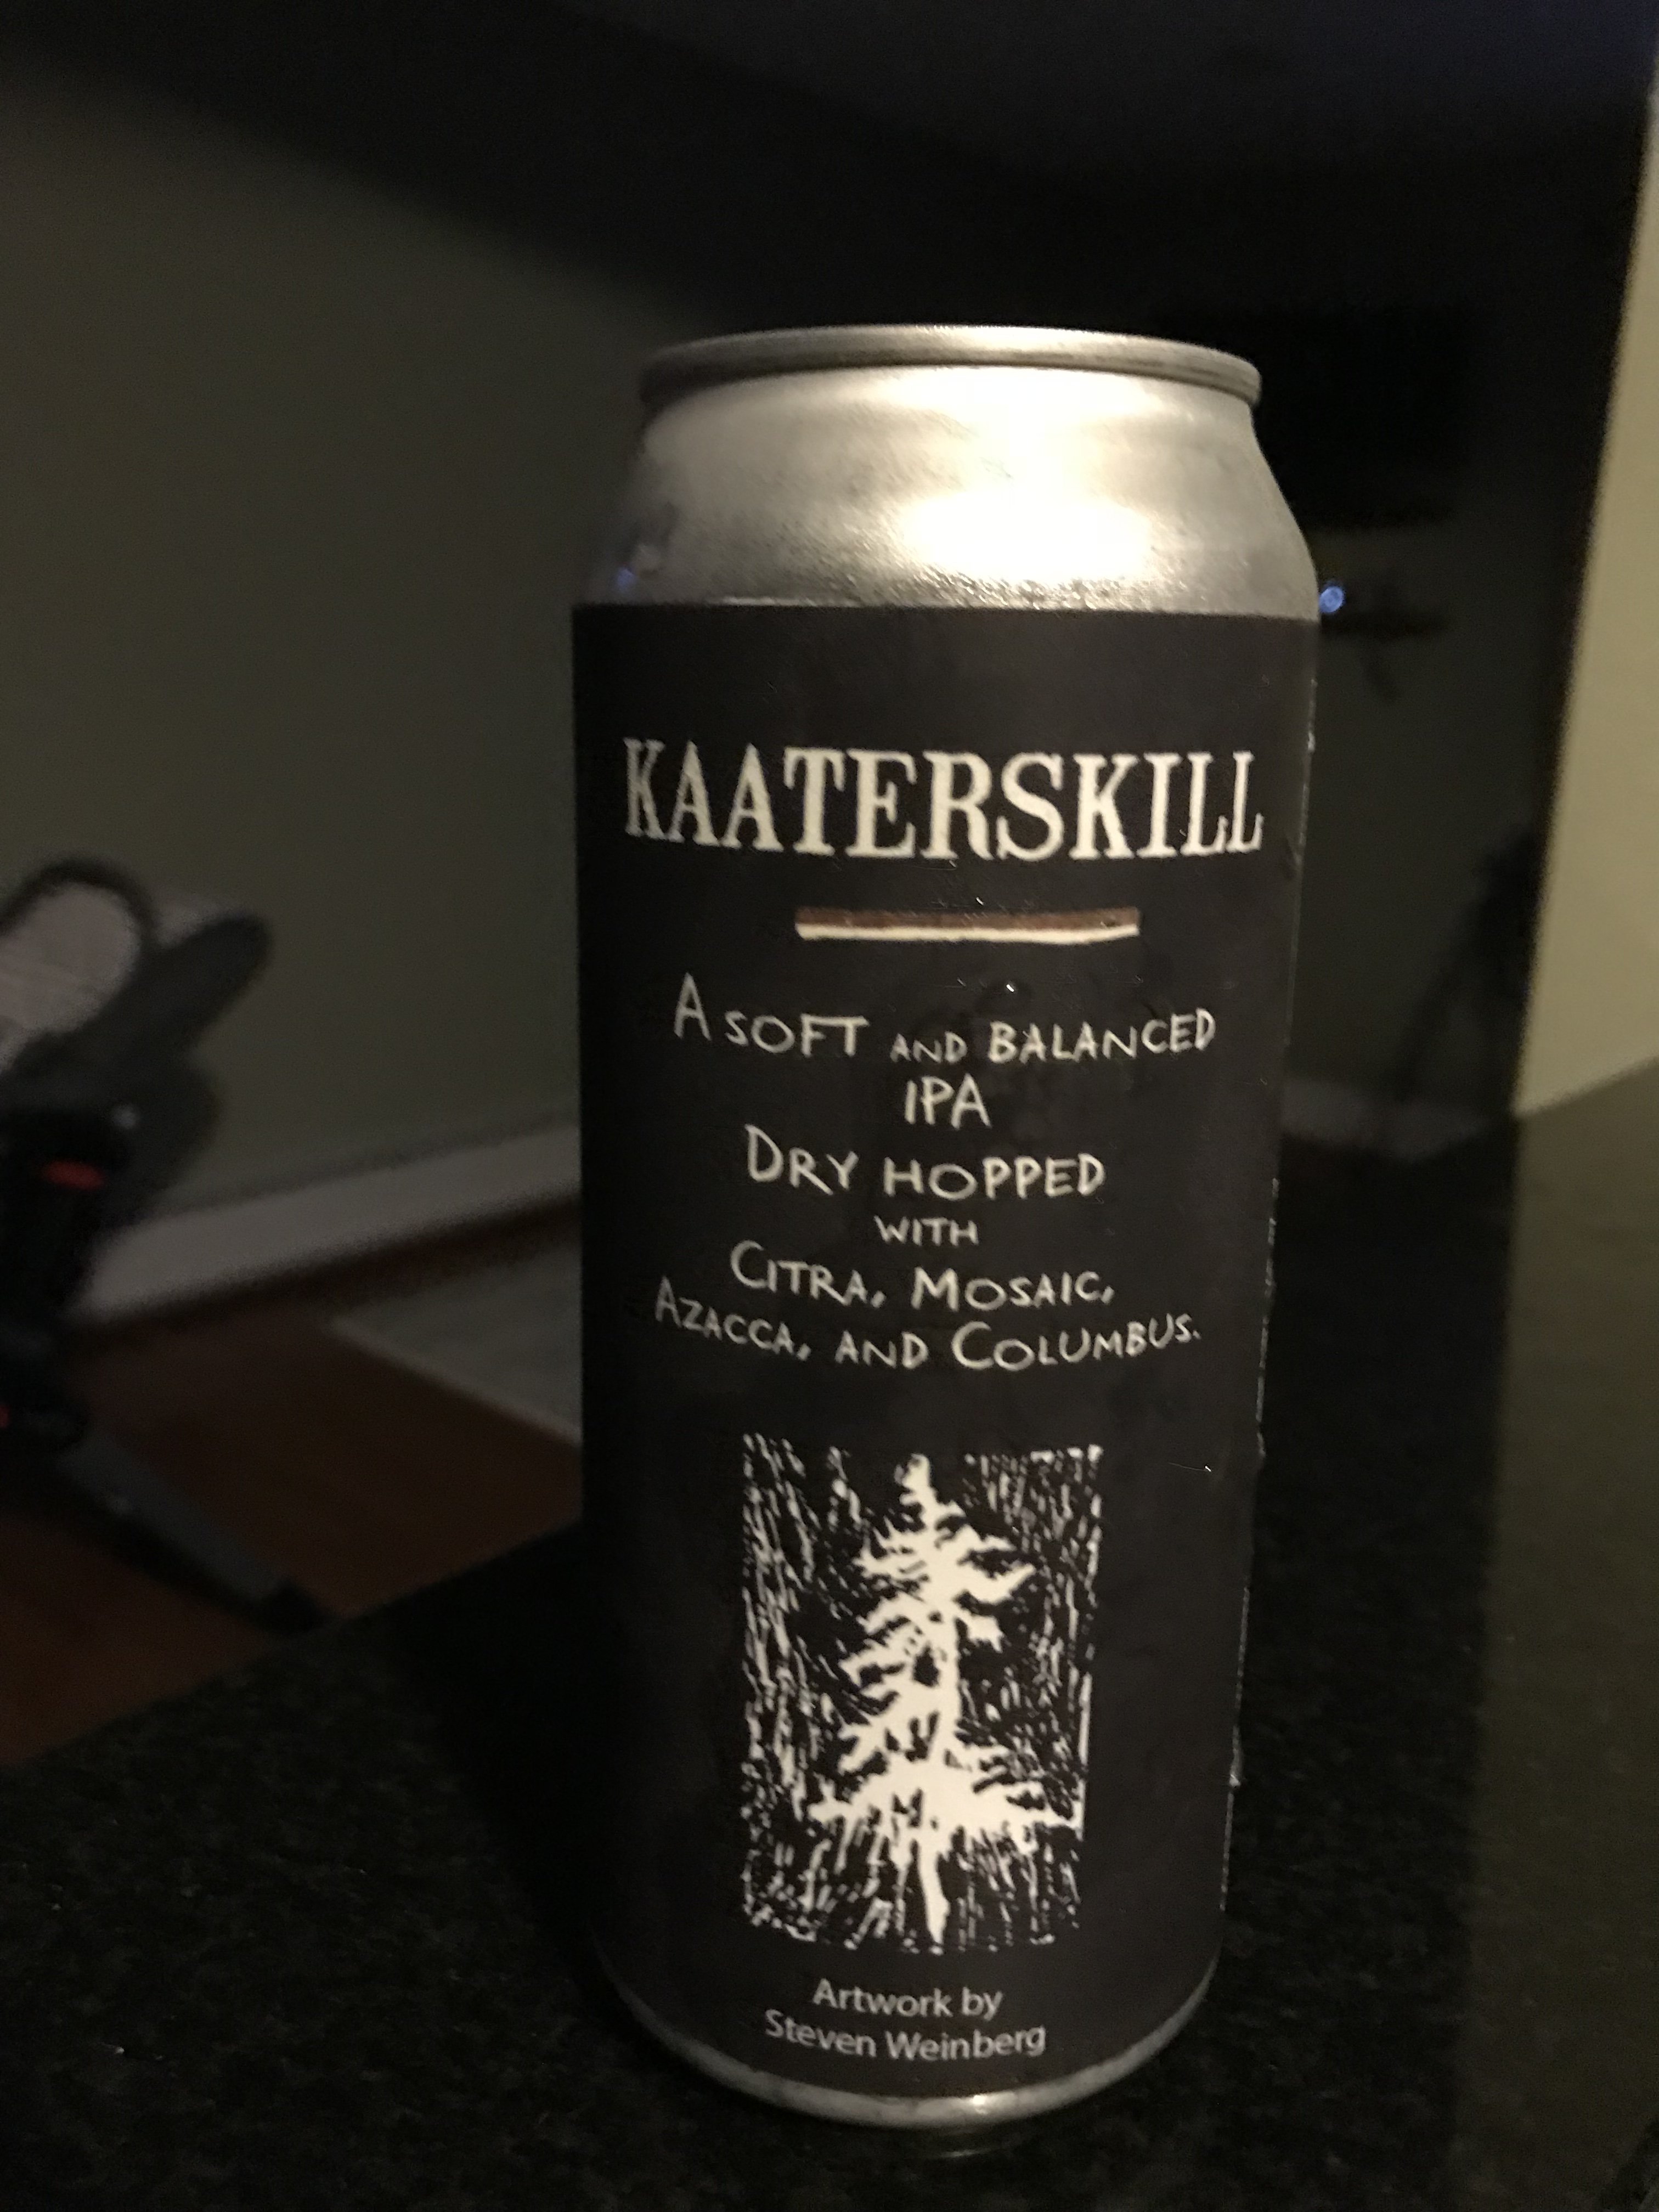 KAATERSKILL
A SOFT AND BALANCED
IPA
DRY HOPPED
WITH
CITRA, MOSAIC,
AZACCA, AND COLUMBUS.
Artwork by
Steven Weinberg